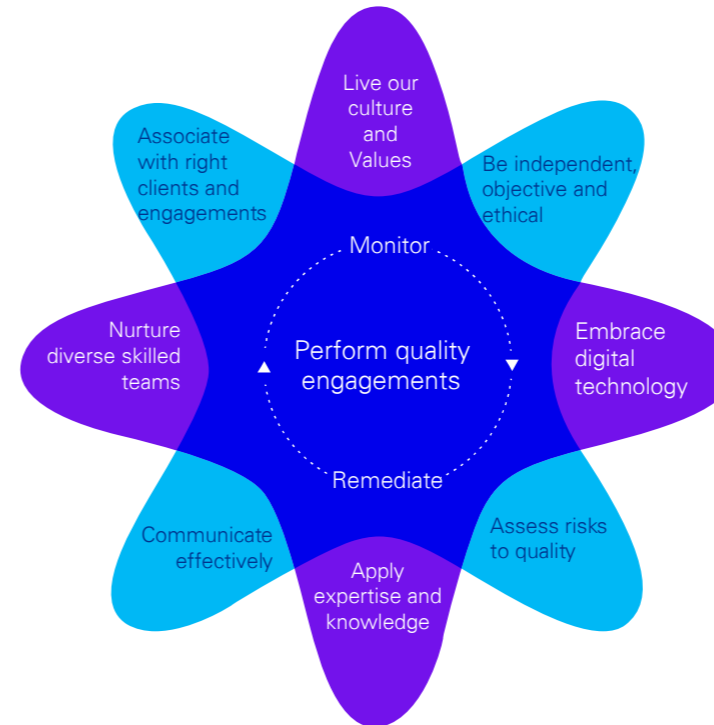 Live our
culture
and
Values
Associate
with right
clients and
engagements
Be independent,
objective and
ethical
Monitor
Nurture
diverse skilled
teams
Perform quality
engagements
Embrace
digital
technology
Remediate
Communicate
effectively
Assess risks
to quality
Apply
expertise and
knowledge